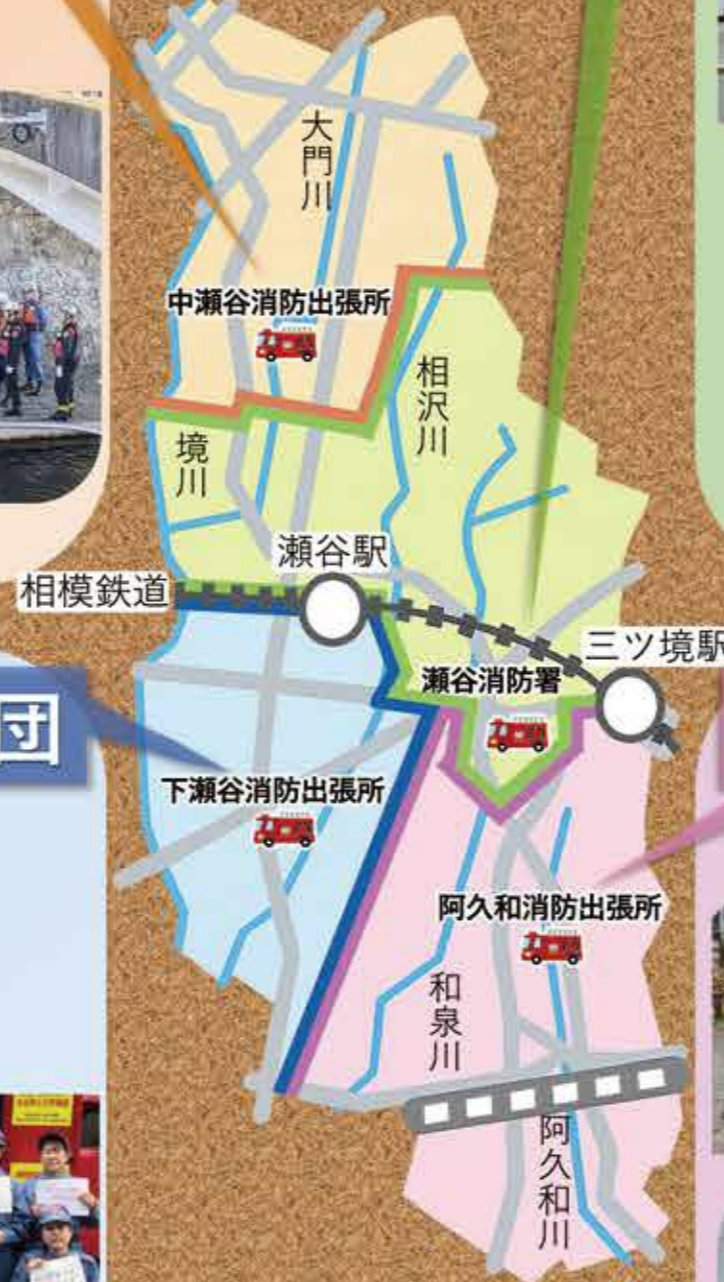 大門川
中瀬谷消防出張所
相沢川
境川
瀬谷駅
相模鉄道
三ツ境駅
瀬谷消防署
団
下瀬谷消防出張所
阿久和消防出張所
和泉川
阿久和川